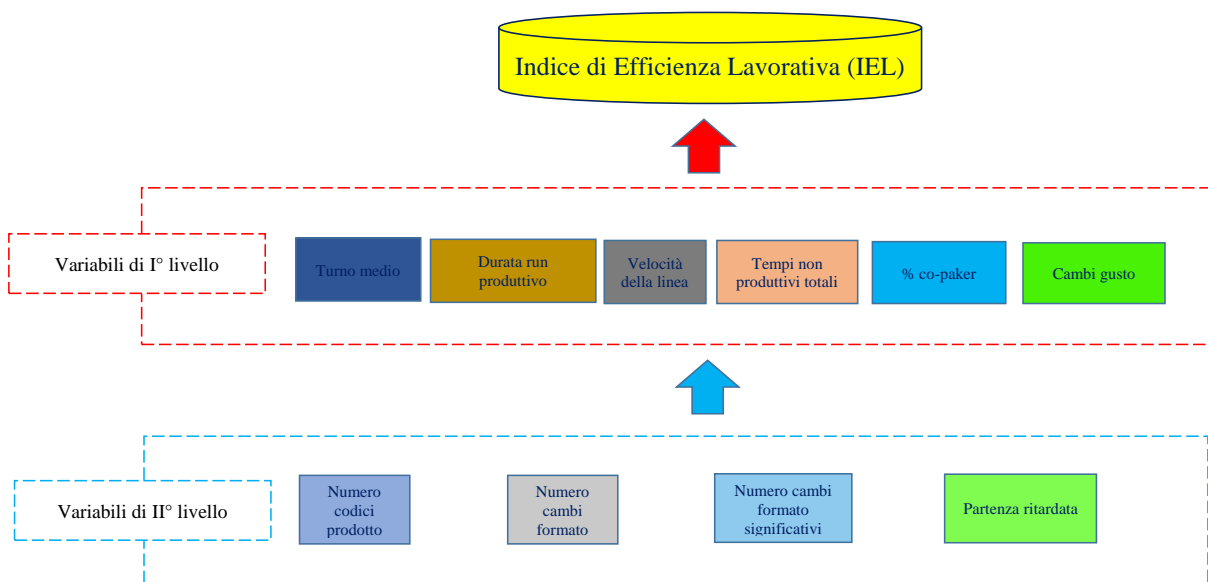 Indice di Efficienza Lavorativa (IEL)
Variabili di I° livello
Turno medio
Durata run
produttivo
Velocità
della linea
Tempi non
produttivi totali
% co-paker
Cambi gusto
Variabili di II° livello
Numero
codici
prodotto
Numero
cambi
formato
Numero cambi
formato
significativi
Partenza ritardata